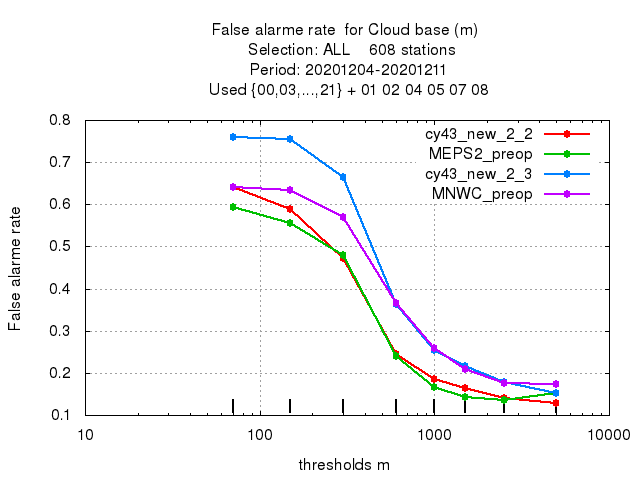 False alarme rate  for Cloud base (m)
Selection: ALL    608 stations
Period: 20201204-20201211
Used {00,03,...,21} + 01 02 04 05 07 08
cy43_new_2_2
MEPS2_preop
cy43_new_2_3
MNWC_preop
False alarme rate
0.8
0.7
0.6
0.5
0.4
0.3
0.2
0.1
10 100 1000 10000
thresholds m